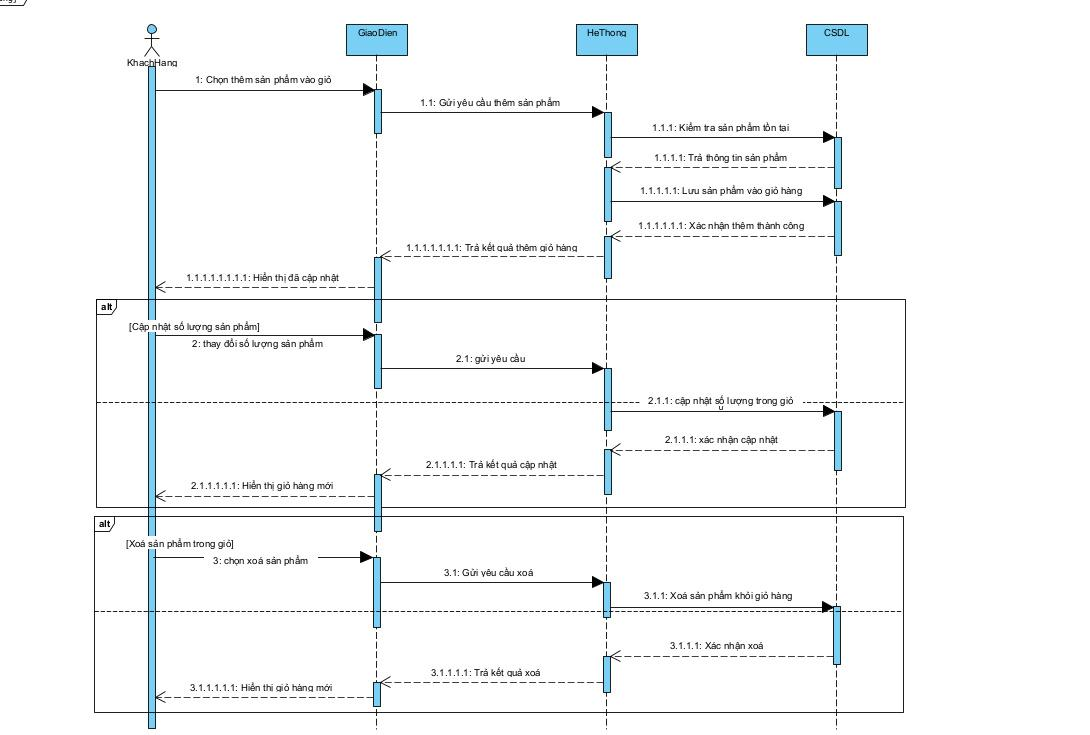 GiaoDien
HeThong
CSDL
KhachHang
1: Chọn thêm sản phẩm vào giỏ
1.1: Gửi yêu cầu thêm sản phẩm
1.1.1: Kiểm tra sản phẩm tồn tại
1.1.1.1: Trả thông tin sản phẩm
1.1.1.1.1: Lưu sản phẩm vào giỏ hàng
1.1.1.1.1.1: Xác nhận thêm thành công
1.1.1.1.1.1.1: Trả kết quả thêm giỏ hàng
1.1.1.1.1.1.1.1: Hiển thị đã cập nhật
alt
[Cập nhật số lượng sản phẩm]
2: thay đổi số lượng sản phẩm
2.1: gửi yêu cầu
2.1.1: cập nhật số lượng trong giỏ
2.1.1.1: xác nhận cập nhật
2.1.1.1.1: Trả kết quả cập nhật
2.1.1.1.1.1: Hiển thị giỏ hàng mới
alt
[Xoá sản phẩm trong giỏ]
3: chọn xoá sản phẩm
3.1: Gửi yêu cầu xoá
3.1.1: Xoá sản phẩm khỏi giỏ hàng
3.1.1.1: Xác nhận xoá
3.1.1.1.1: Trả kết quả xoá
3.1.1.1.1.1: Hiển thị giỏ hàng mới